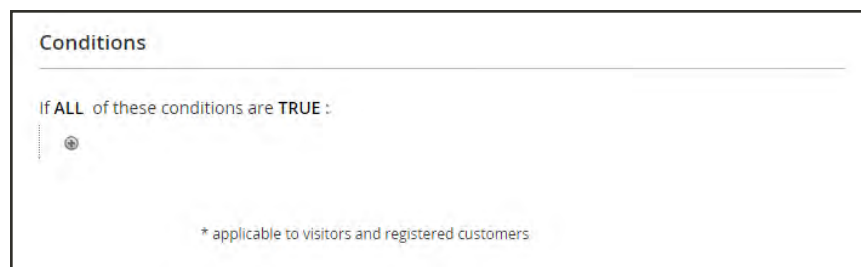 Conditions
If ALL of these conditions are TRUE :
* applicable to visitors and registered customers